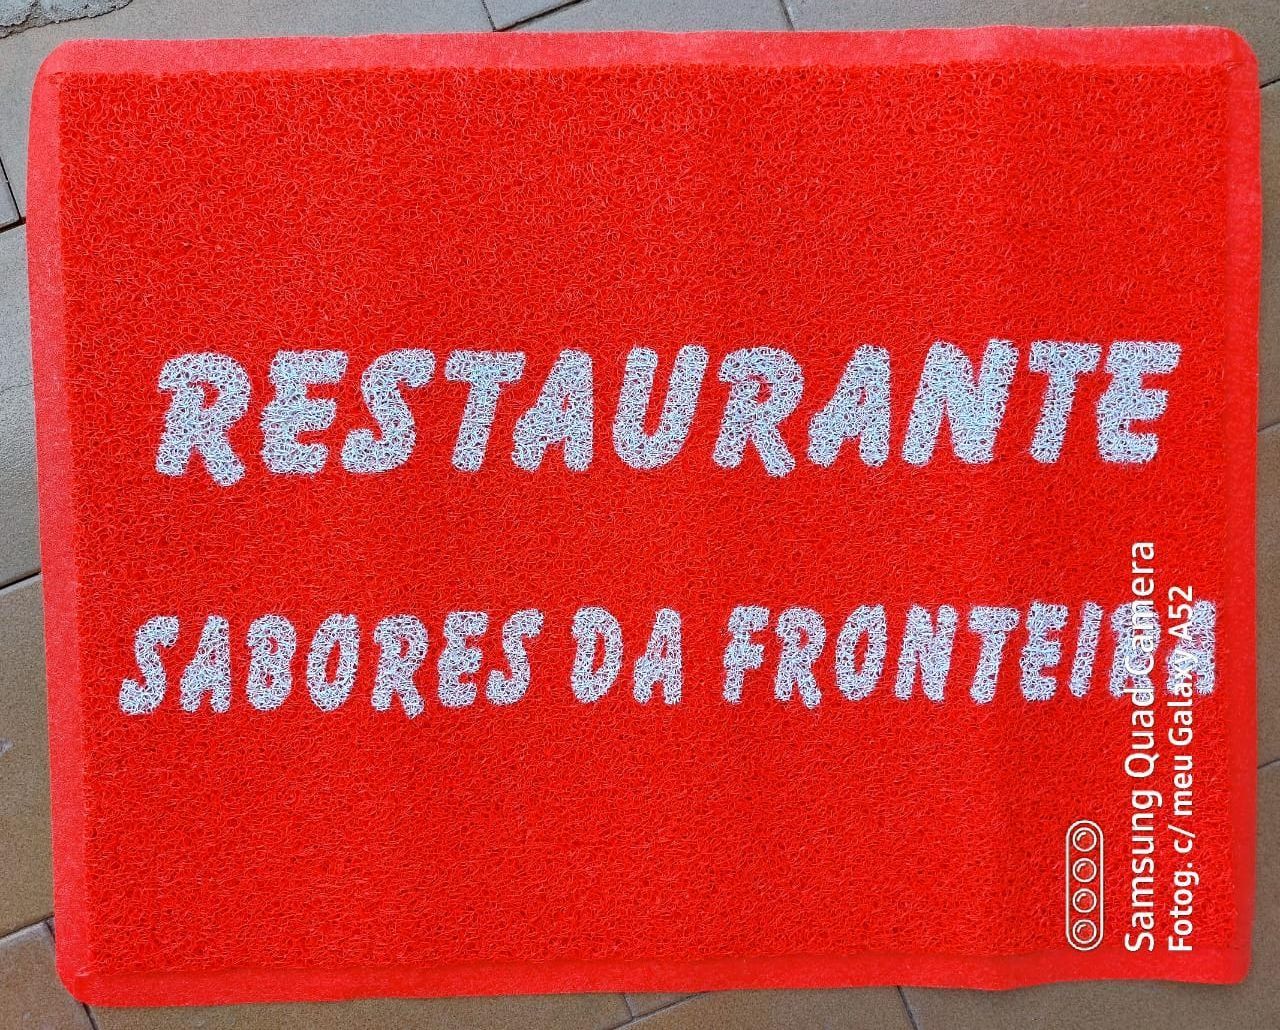 RESTAURANTE
SABORES DA FRONTEIRA
Samsung Quad Camera
Fotog. c/ meu Galaxy A52